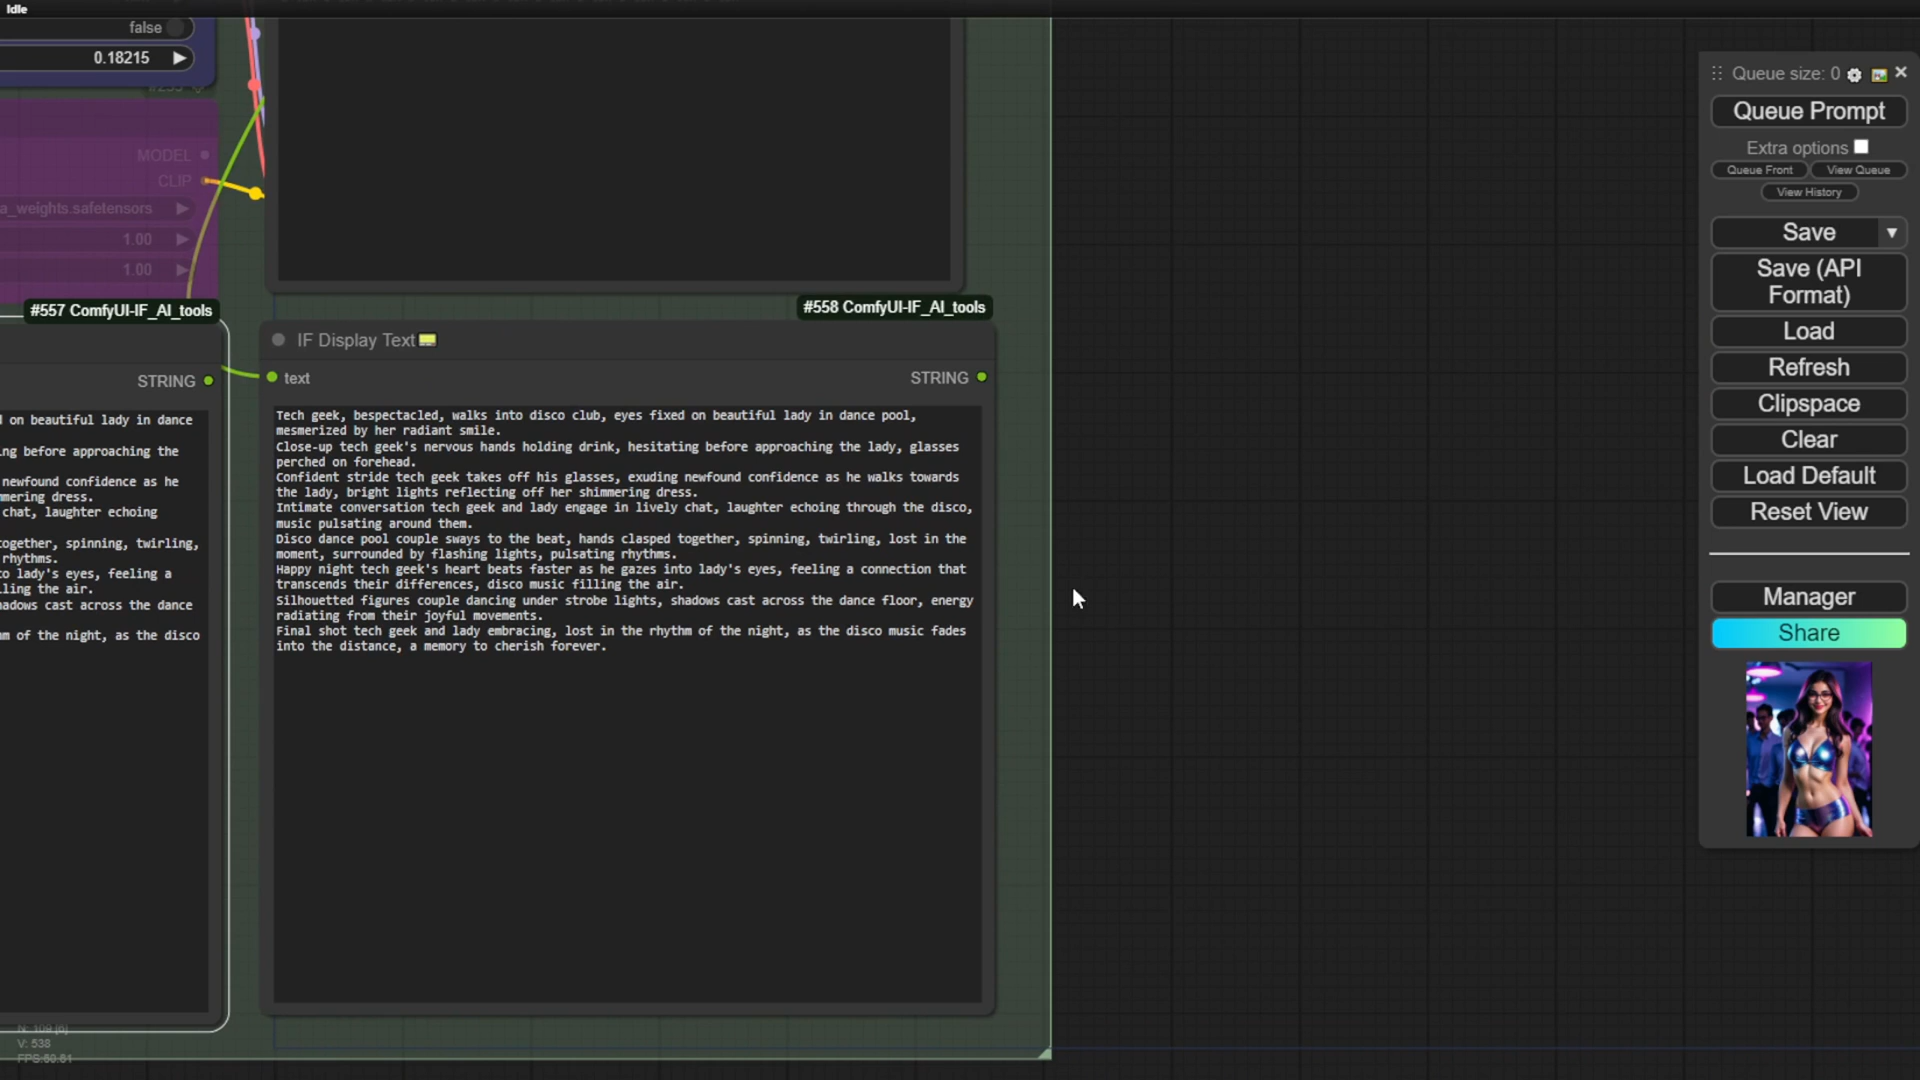 Idle
false
0.18215
MODEL
CLIP
a_weights.safetensors
1.00
1.00
#557 ComfyUI-IF_AI_tools
STRING
d on beautiful lady in dance
ing before approaching the
newfound confidence as he
mmering dress.
chat, laughter echoing
together, spinning, twirling,
rhythms.
to lady's eyes, feeling a
lling the air.
hadows cast across the dance
hm of the night, as the disco
#558 ComfyUI-IF_AI_tools
IF Display Text
text
STRING
Tech geek, bespectacled, walks into disco club, eyes fixed on beautiful lady in dance pool,
mesmerized by her radiant smile.
Close-up tech geek's nervous hands holding drink, hesitating before approaching the lady, glasses
perched on forehead.
Confident stride tech geek takes off his glasses, exuding newfound confidence as he walks towards
the lady, bright lights reflecting off her shimmering dress.
Intimate conversation tech geek and lady engage in lively chat, laughter echoing through the disco,
music pulsating around them.
Disco dance pool couple sways to the beat, hands clasped together, spinning, twirling, lost in the
moment, surrounded by flashing lights, pulsating rhythms.
Happy night tech geek's heart beats faster as he gazes into lady's eyes, feeling a connection that
transcends their differences, disco music filling the air.
Silhouetted figures couple dancing under strobe lights, shadows cast across the dance floor, energy
radiating from their joyful movements.
Final shot tech geek and lady embracing, lost in the rhythm of the night, as the disco music fades
into the distance, a memory to cherish forever.
V: 538
Queue size: 0
Queue Prompt
Extra options
Queue Front
View Queue
View History
Save
Save (API
Format)
Load
Refresh
Clipspace
Clear
Load Default
Reset View
Manager
Share